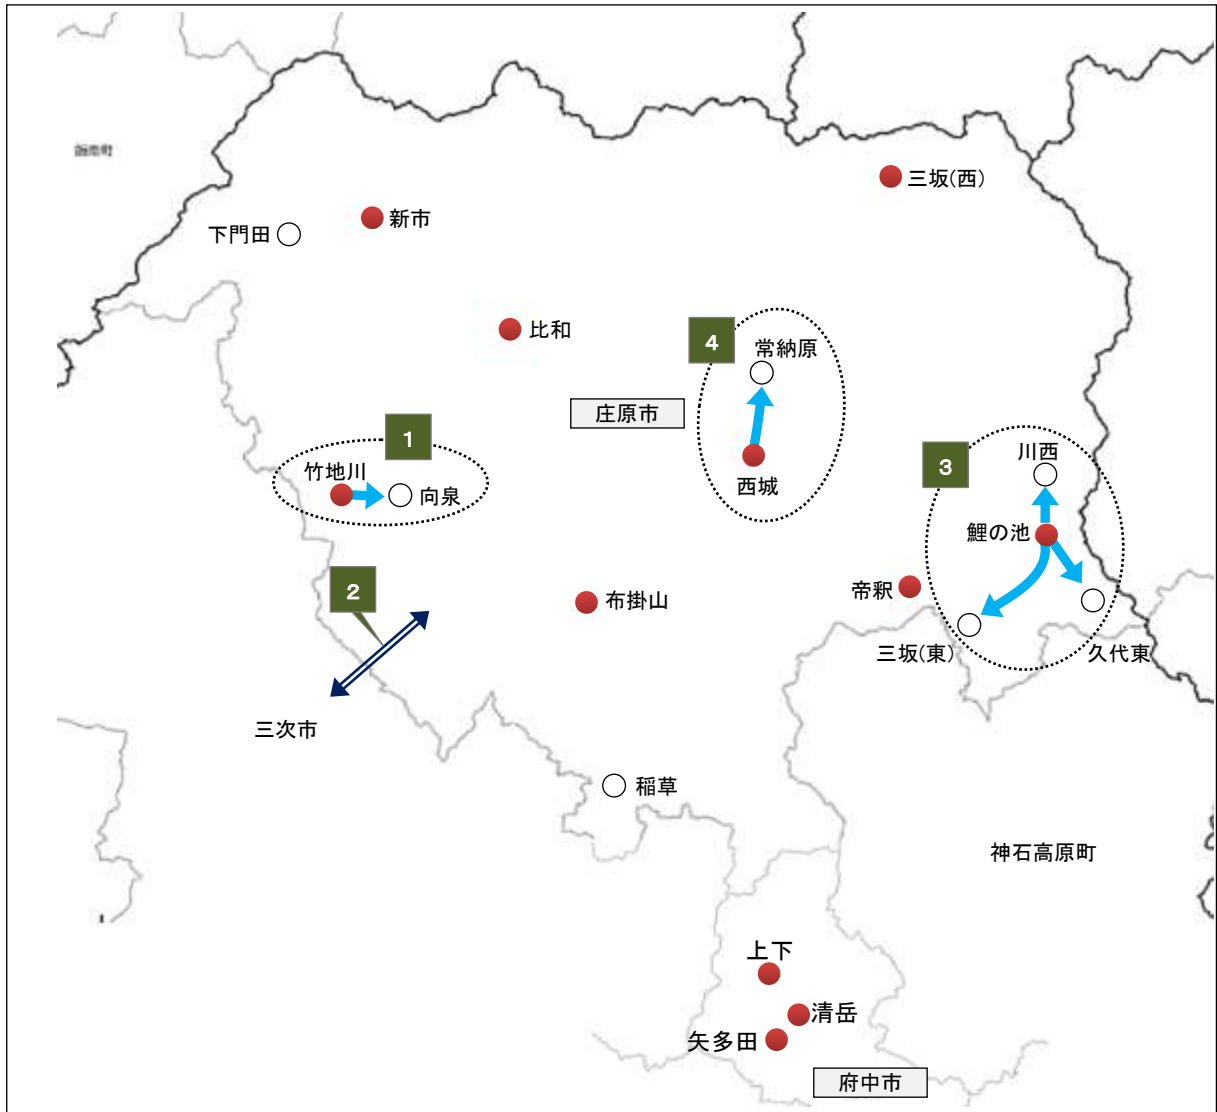 飯南町
三坂(西)
新市
下門田
比和
4
常納原
庄原市
1
川西
3
竹地川
向泉
西城
鯉の池
2
帝釈
布掛山
三坂(東)
久代東
三次市
稲草
神石高原町
上下
清岳
矢多田
府中市